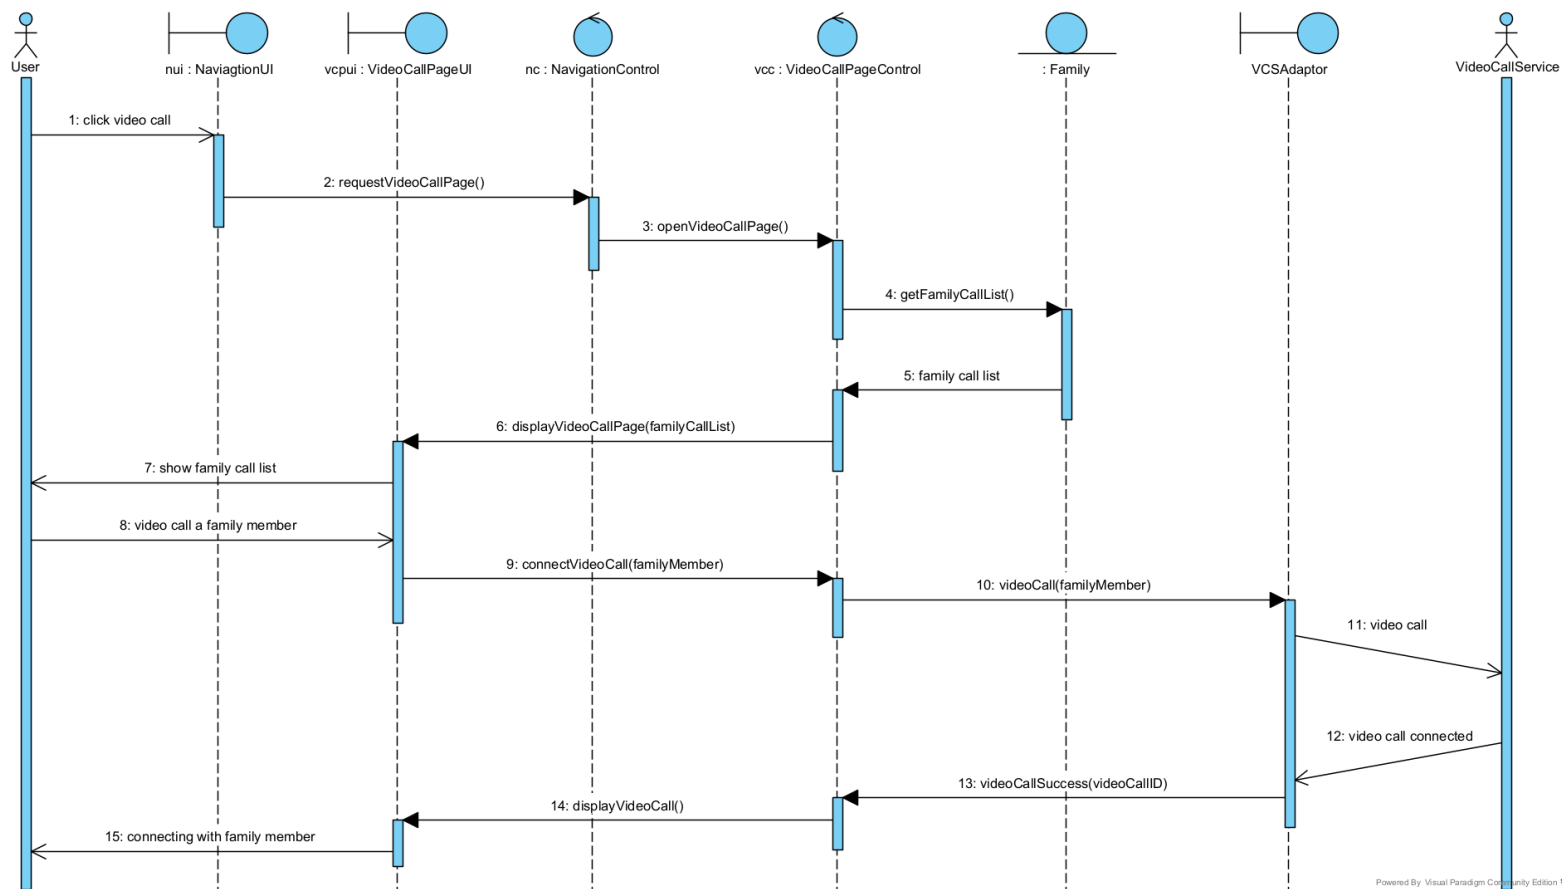 User
nui : NaviagtionUI
vcpui : VideoCallPageUI
nc : NavigationControl
vcc : VideoCallPageControl
: Family
VCSAdaptor
VideoCallService
1: click video call
2: requestVideoCallPage()
3: openVideoCallPage()
4: getFamilyCallList()
5: family call list
6: displayVideoCallPage(familyCallList)
7: show family call list
8: video call a family member
9: connectVideoCall(familyMember)
10: videoCall(familyMember)
11: video call
12: video call connected
13: videoCallSuccess(videoCallID)
14: displayVideoCall()
15: connecting with family member
Powered By Visual Paradigm Community Edition